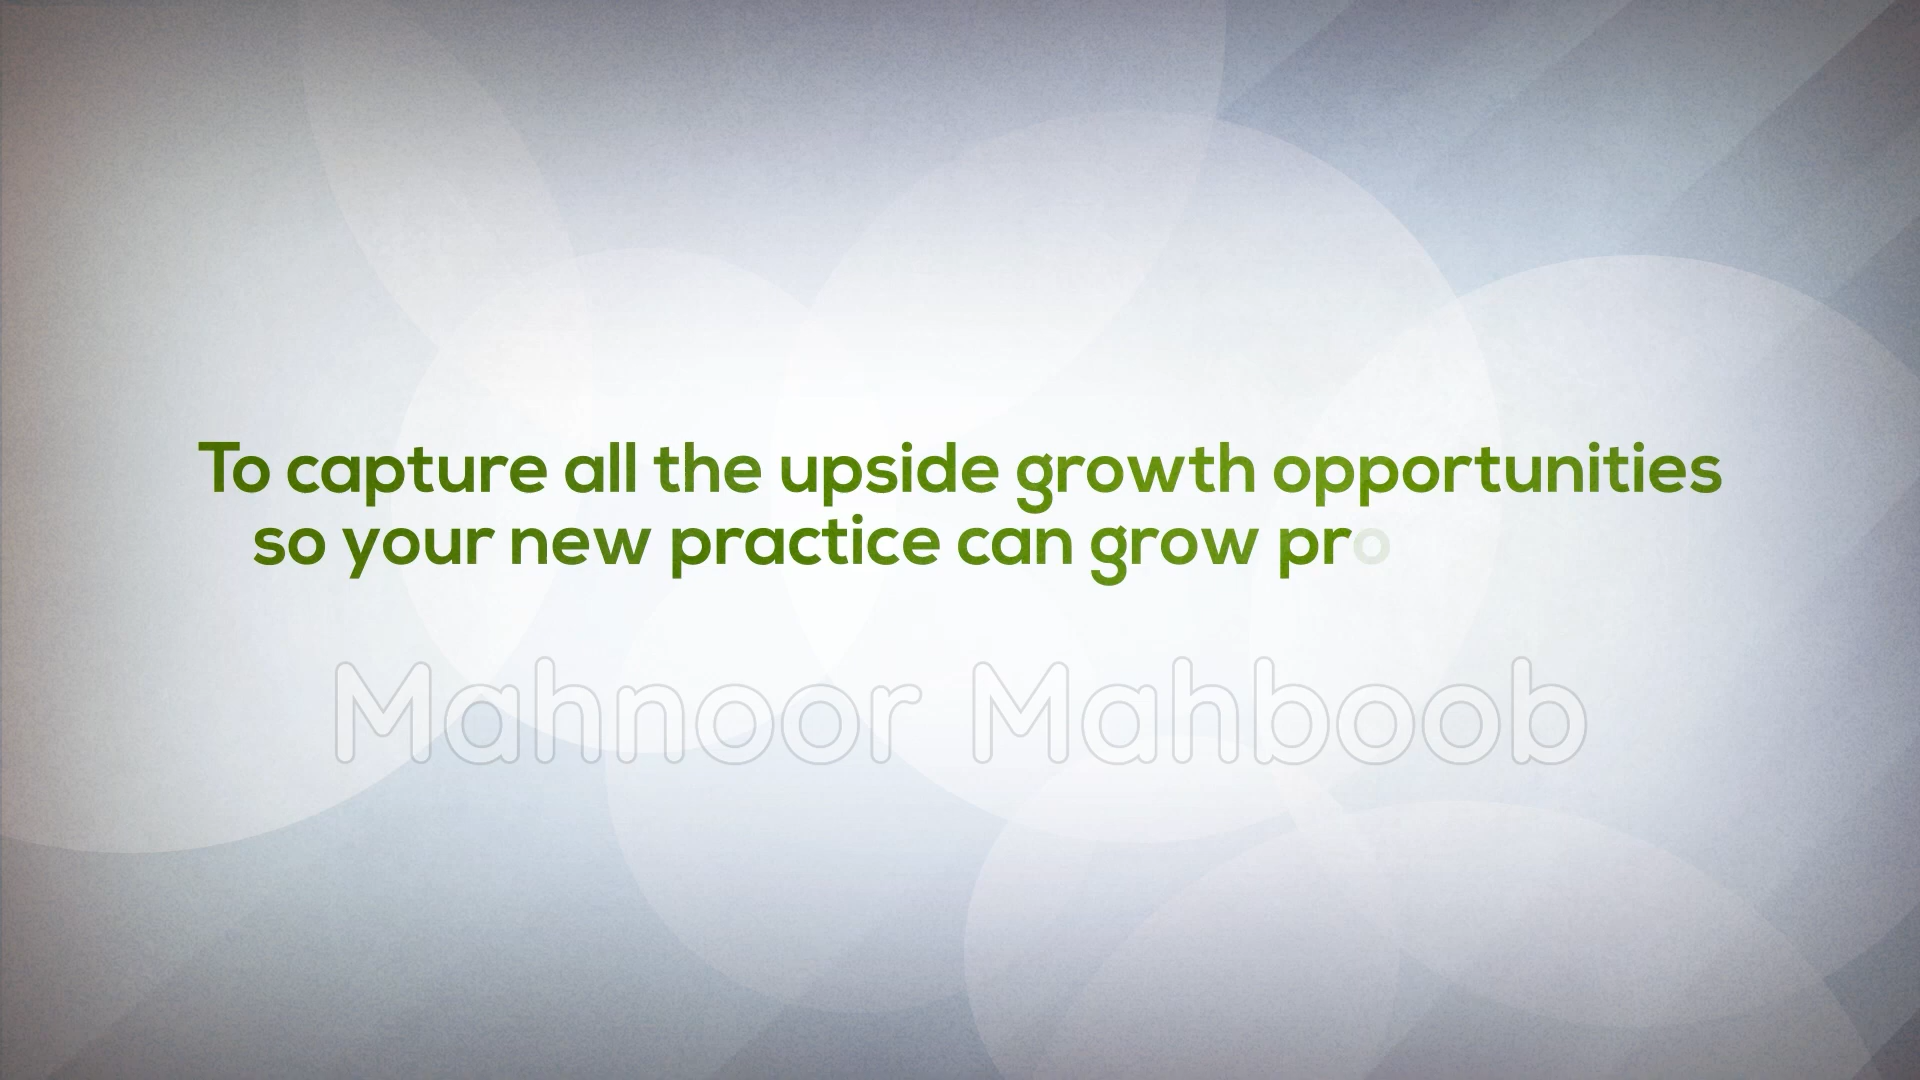 To capture all the upside growth opportunities
so your new practice can grow pro
Mahnoor Mahboob